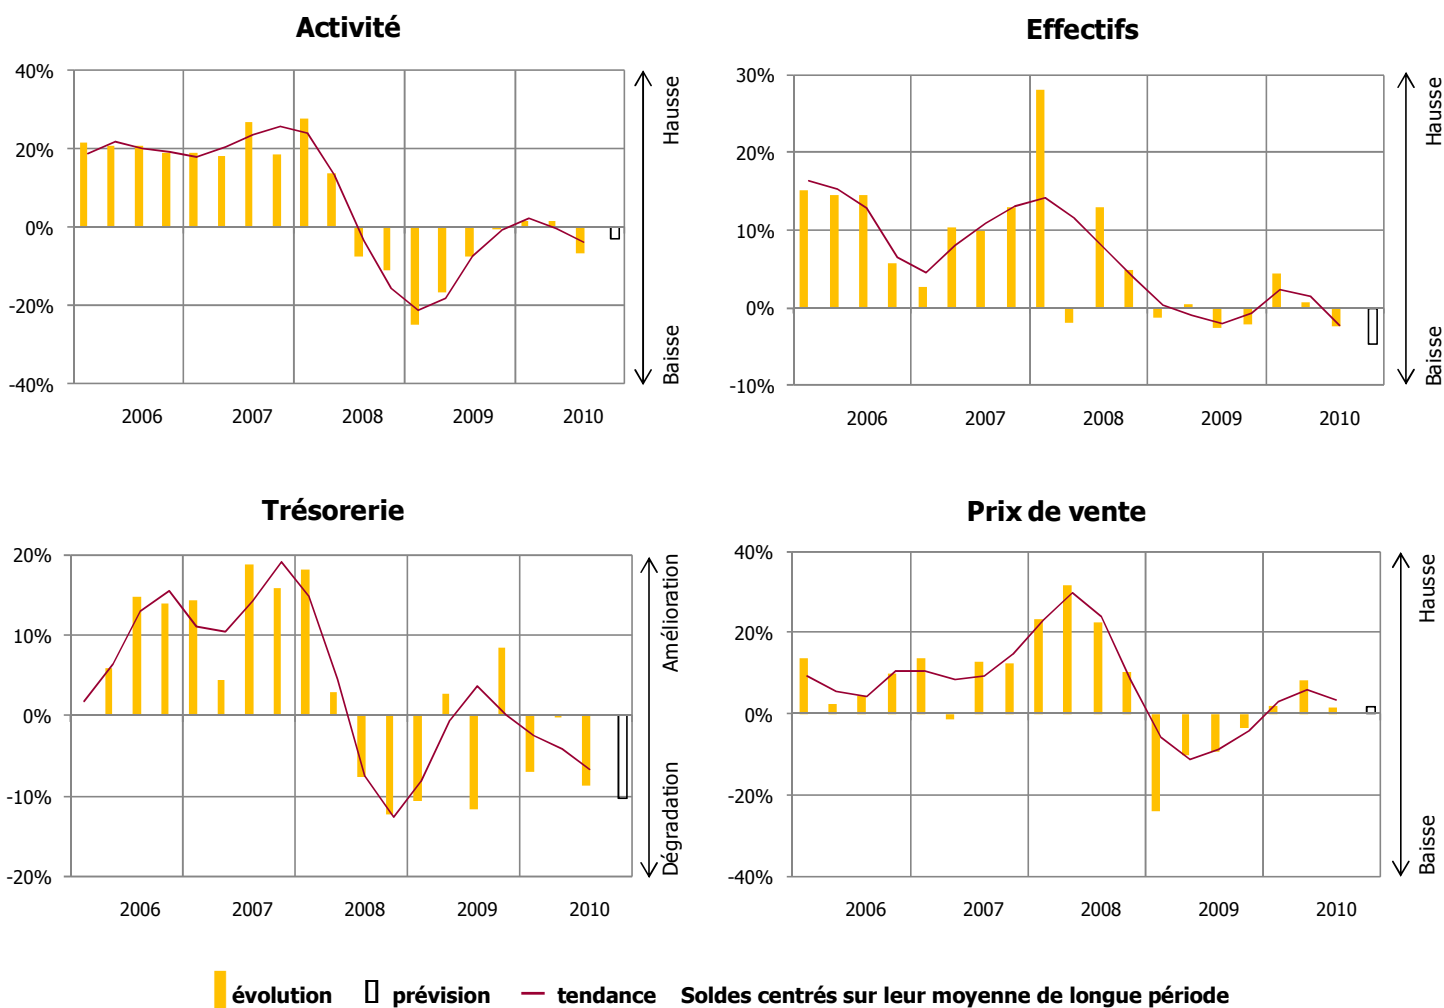 Activité
40%
20%
0%
-20%
-40%
2006 2007 2008 2009 2010
Hausse
Baisse
Effectifs
30%
20%
10%
0%
-10%
2006 2007 2008 2009 2010
Hausse
Baisse
Trésorerie
20%
10%
0%
-10%
-20%
2006 2007 2008 2009 2010
Amélioration
Dégradation
Prix de vente
40%
20%
0%
-20%
-40%
2006 2007 2008 2009 2010
Hausse
Baisse
évolution prévision tendance Soldes centrés sur leur moyenne de longue période